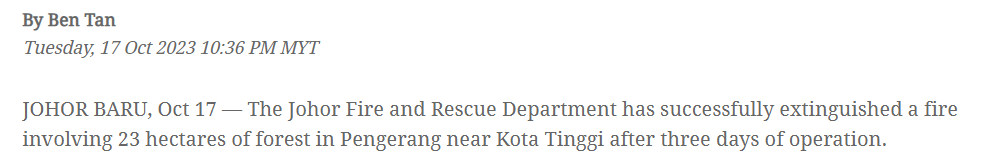 By Ben Tan
Tuesday, 17 Oct 2023 10:36 PM MYT
JOHOR BARU, Oct 17 — The Johor Fire and Rescue Department has successfully extinguished a fire
involving 23 hectares of forest in Pengerang near Kota Tinggi after three days of operation.